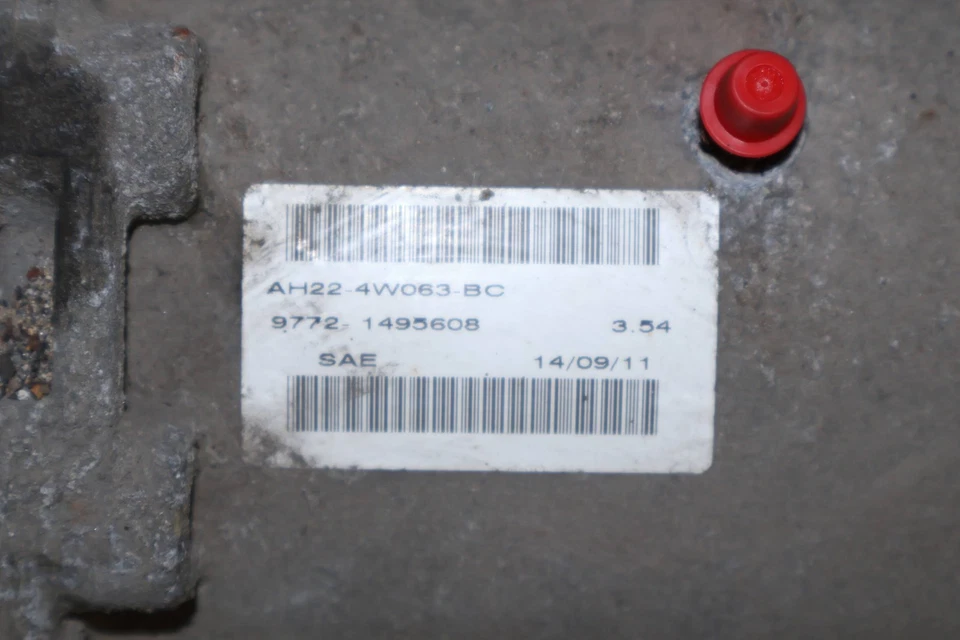 AH22-4W063-BC
9772- 1495608 3.54
SAE 14/09/11